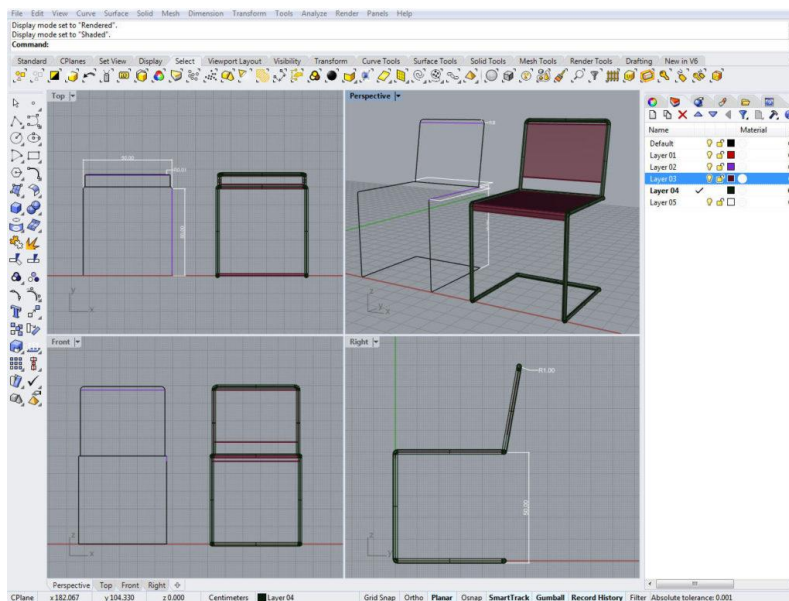 File Edit View Curve Surface Solid Mesh Dimension Transform Tools Analyze Render Panels Help
Display mode set to "Rendered".
Display mode set to "Shaded".
Command:
Standard CPlanes Set View Display Select Viewport Layout Visibility Transform Curve Tools Surface Tools Solid Tools Mesh Tools Render Tools Drafting New in V6
Top
Perspective
Name Material
Default
Layer 01
Layer 02
Layer 03
Layer 04
Layer 05
y
x
z
x
Front
Right
R1.00
50.00
z
x
z
y
Perspective Top Front Right
CPlane x 182.067 y 104.330 z 0.000 Centimeters Layer 04 Grid Snap Ortho Planar Osnap SmartTrack Gumball Record History Filter Absolute tolerance: 0.001